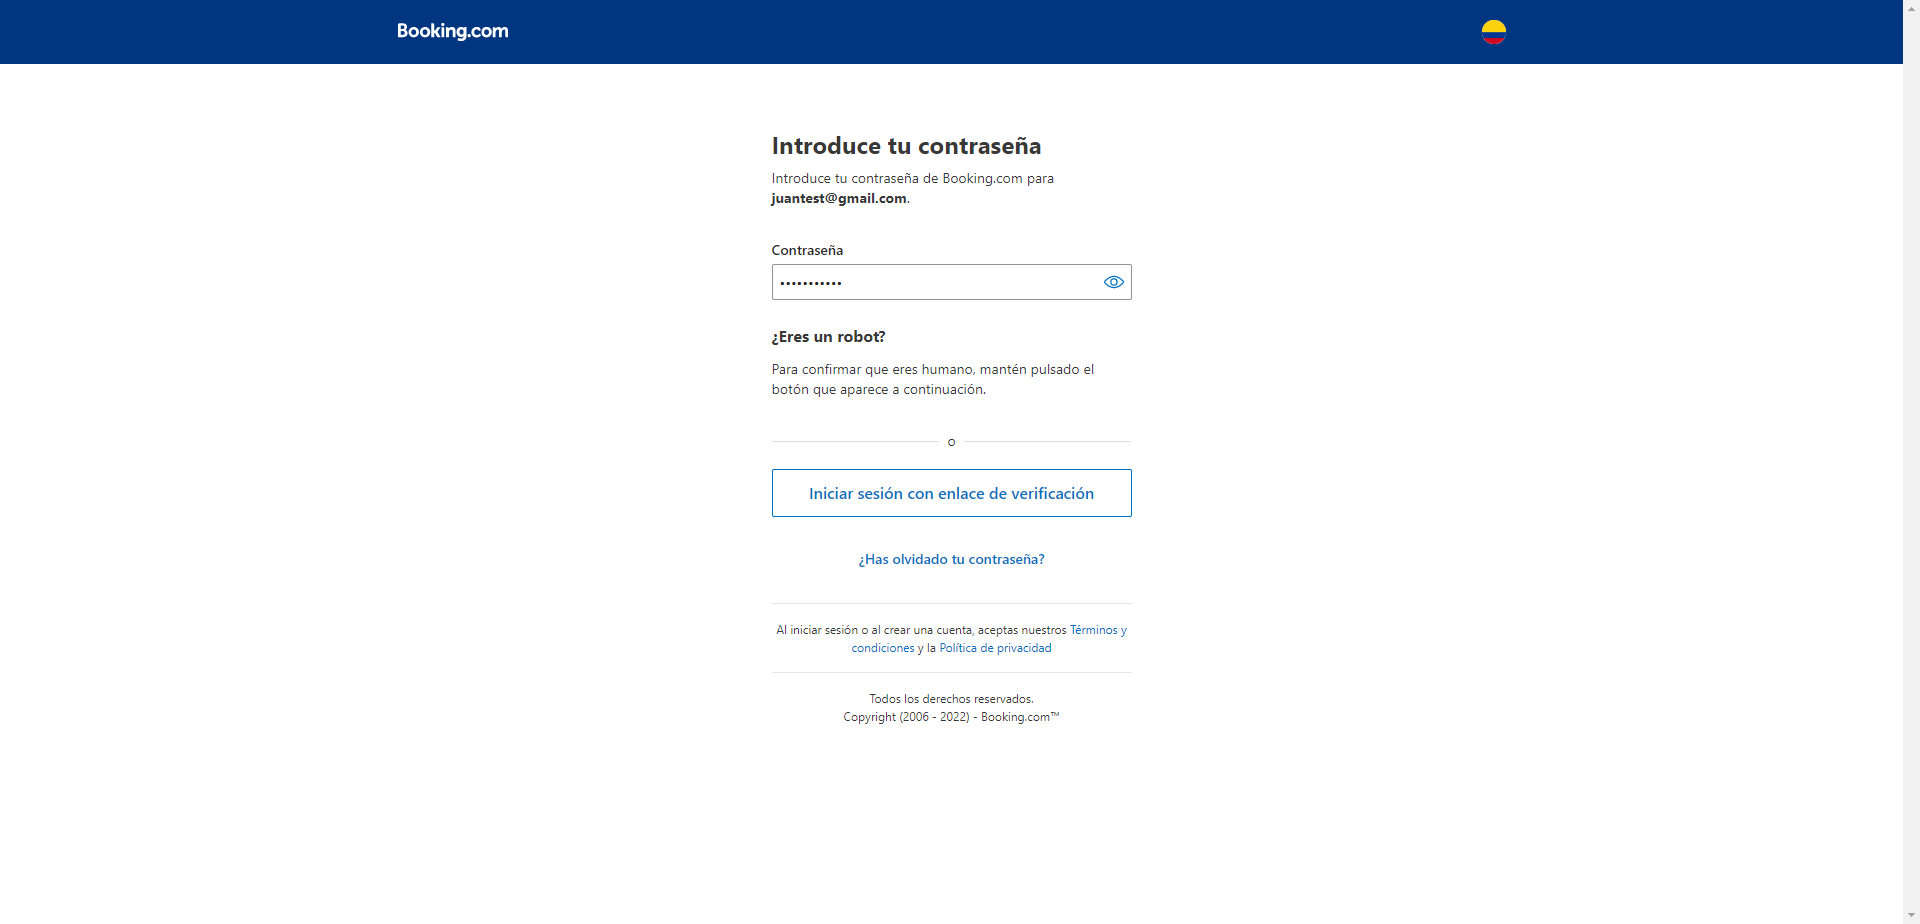 Booking.com
Introduce tu contraseña
Introduce tu contraseña de Booking.com para
juantest@gmail.com.
Contraseña
•••••••••••
¿Eres un robot?
Para confirmar que eres humano, mantén pulsado el
botón que aparece a continuación.
o
Iniciar sesión con enlace de verificación
¿Has olvidado tu contraseña?
Al iniciar sesión o al crear una cuenta, aceptas nuestros Términos y
condiciones y la Política de privacidad
Todos los derechos reservados.
Copyright (2006 - 2022) - Booking.com™